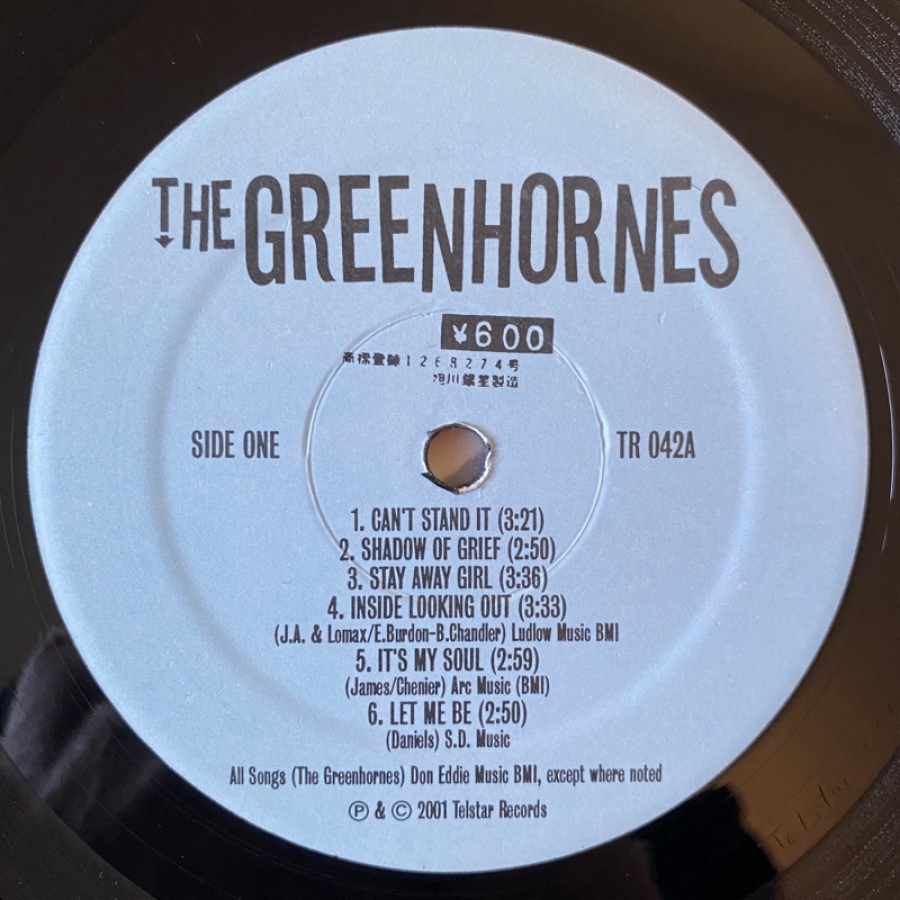 THE GREENHORNES
¥600
商標登録1268274号
旭川螺星製造
SIDE ONE
TR 042A
1. CAN'T STAND IT (3:21)
2. SHADOW OF GRIEF (2:50)
3. STAY AWAY GIRL (3:36)
4. INSIDE LOOKING OUT (3:33)
(J.A. & Lomax/E.Burdon-B.Chandler) Ludlow Music BMI
5. IT'S MY SOUL (2:59)
(James/Chenier) Arc Music (BMI)
6. LET ME BE (2:50)
(Daniels) S.D. Music
All Songs (The Greenhornes) Don Eddie Music BMI, except where noted
Ⓟ & © 2001 Telstar Records
Telstar